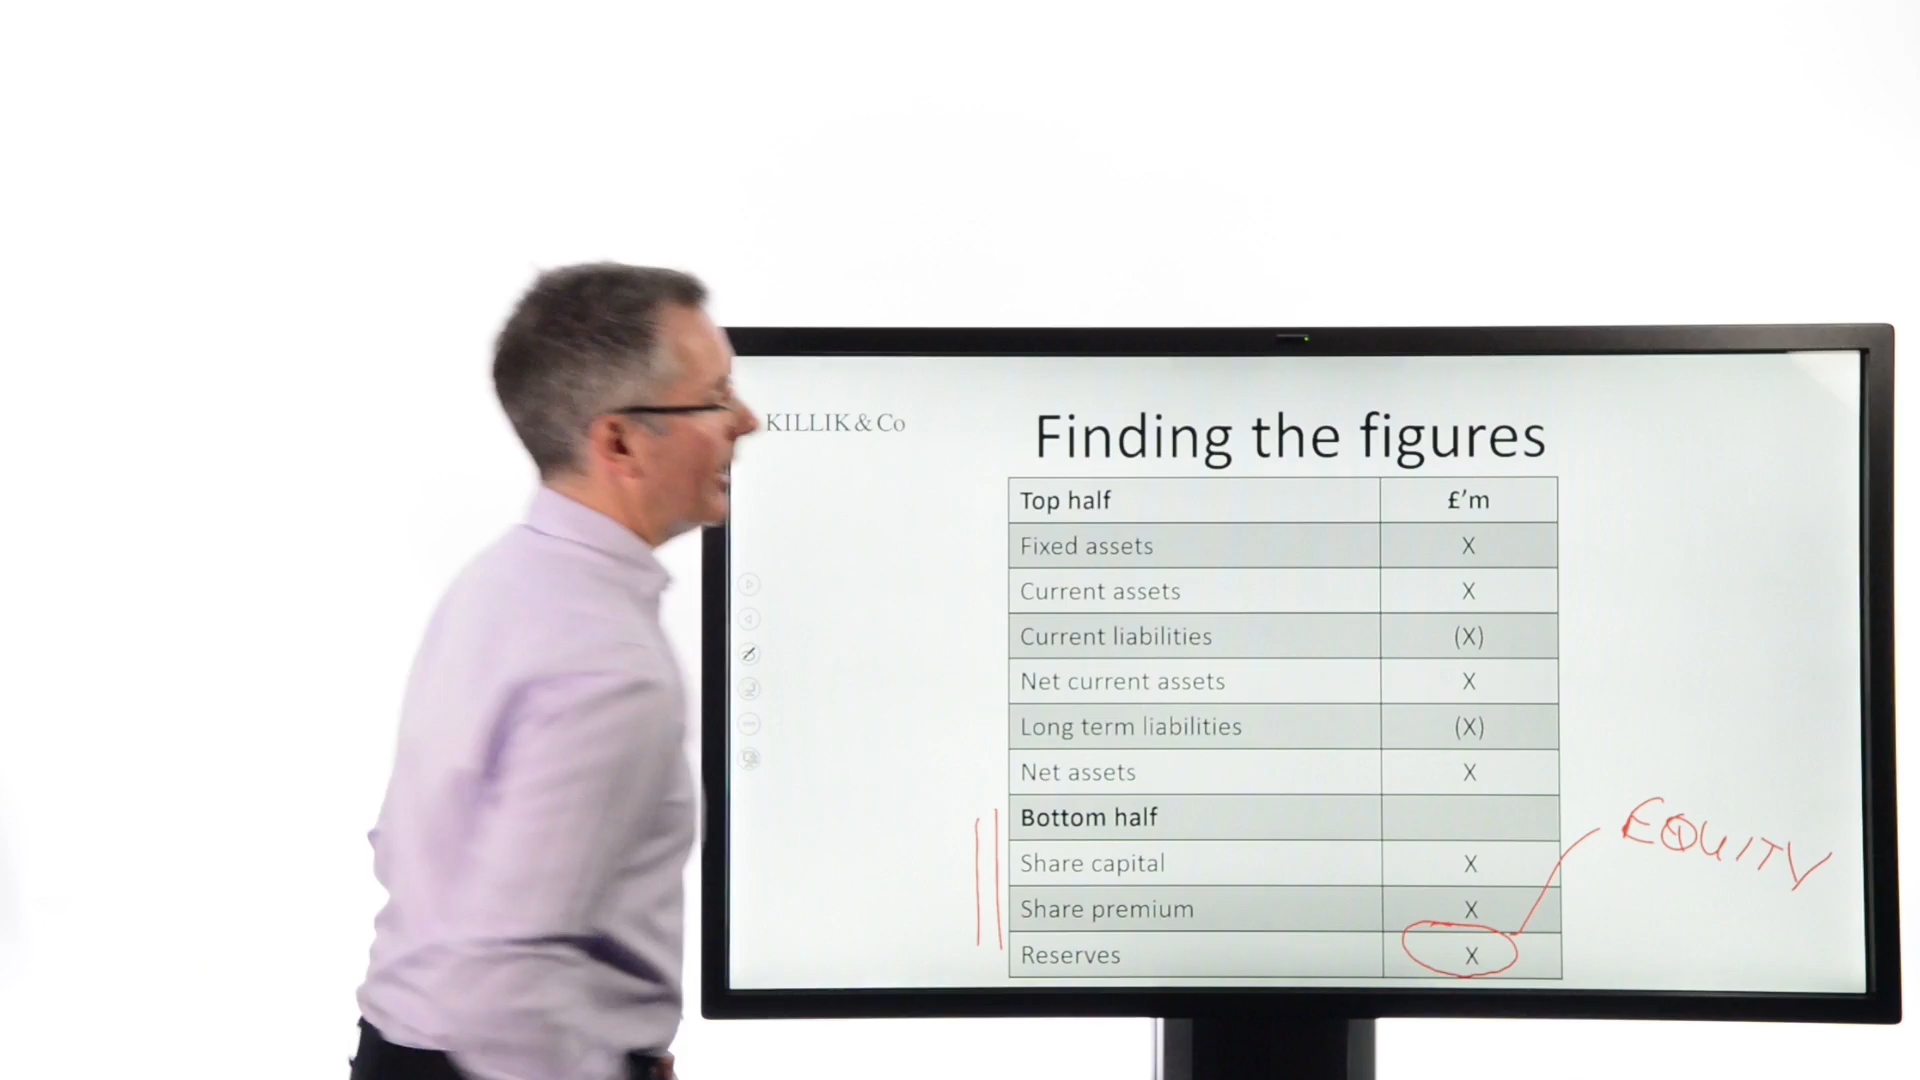 KILLIK & Co
Finding the figures
Top half £'m
Fixed assets X
Current assets X
Current liabilities (X)
Net current assets X
Long term liabilities (X)
Net assets X
Bottom half
Share capital X
Share premium X
Reserves X
EQUITY